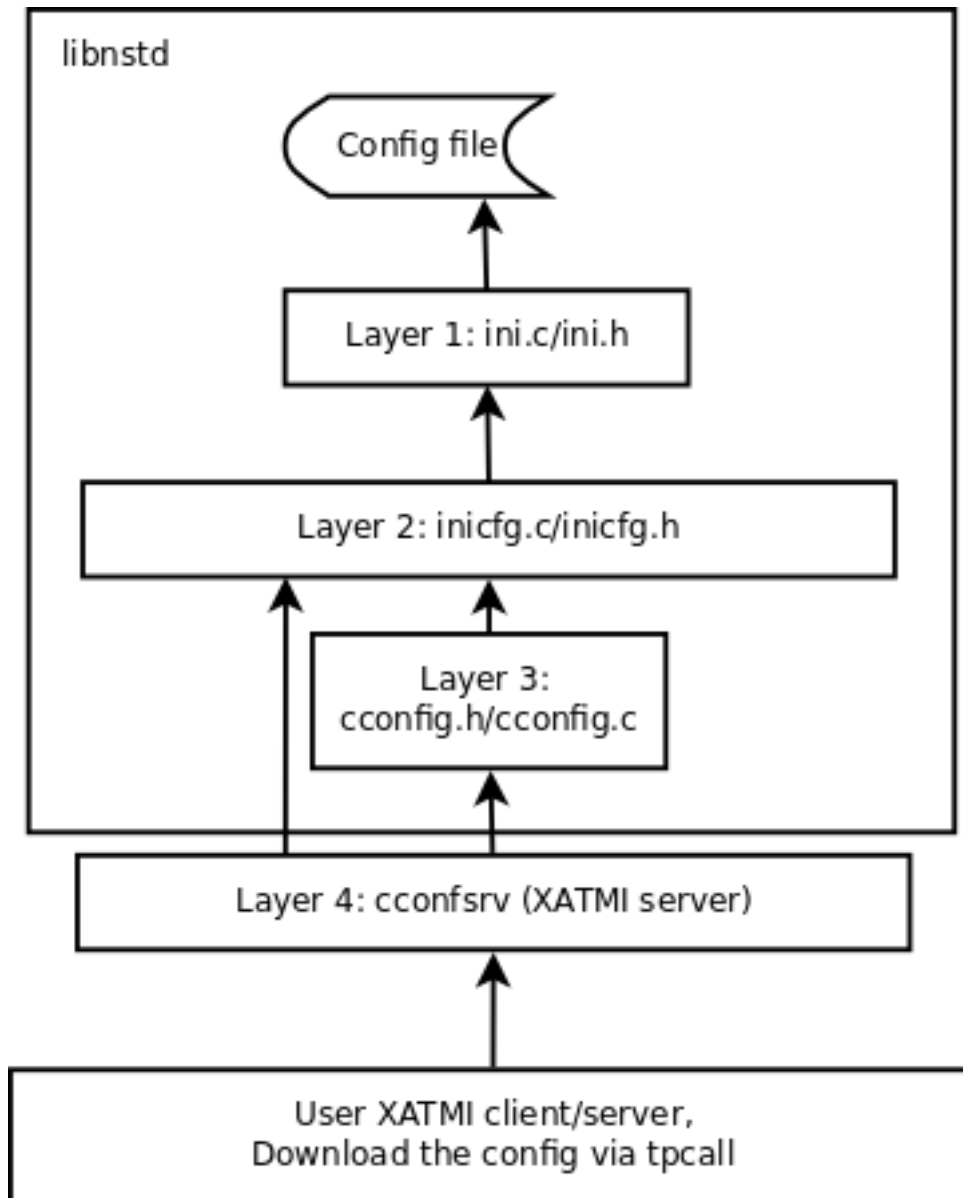 libnstd
Config file
Layer 1: ini.c/ini.h
Layer 2: inicfg.c/inicfg.h
Layer 3:
cconfig.h/cconfig.c
Layer 4: cconfsrv (XATMI server)
User XATMI client/server,
Download the config via tpcall